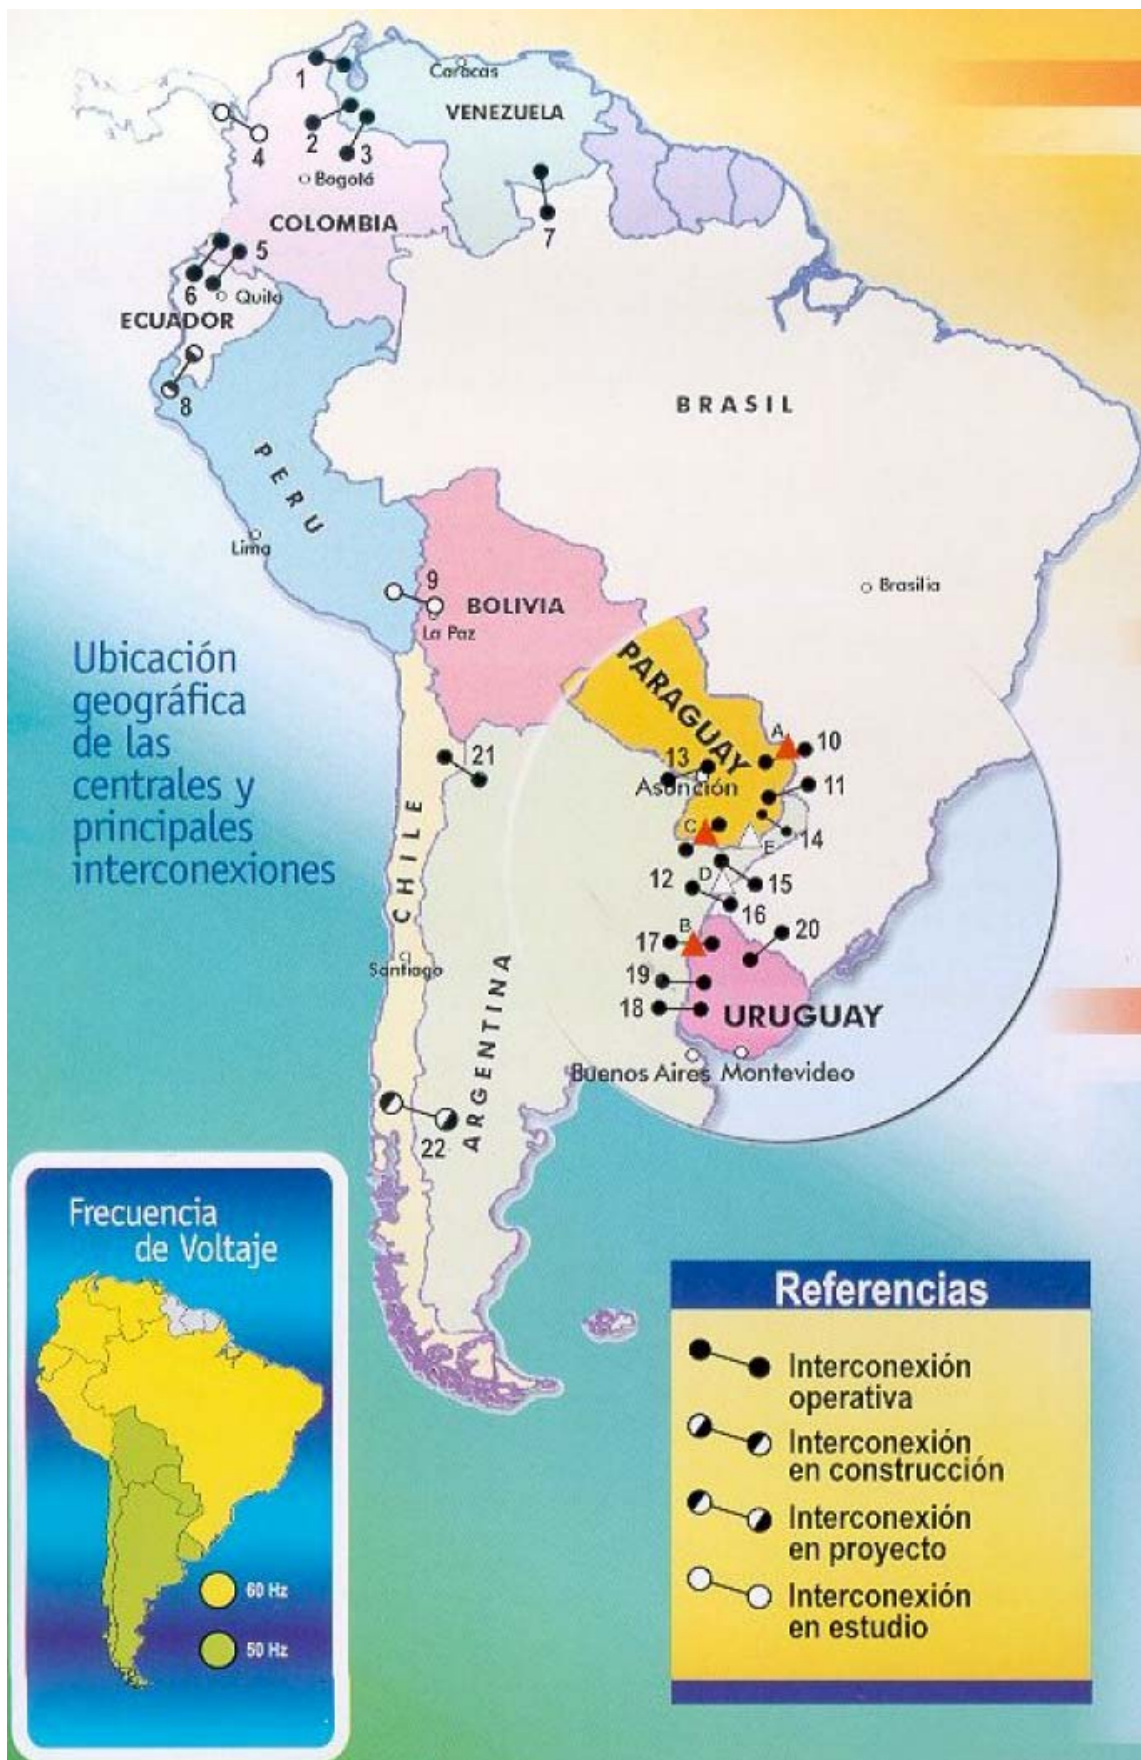 1
Caracas
VENEZUELA
2
3
4
Bogotá
COLOMBIA
7
5
6
Quito
ECUADOR
8
BRASIL
PERU
Lima
9
BOLIVIA
La Paz
Brasilia
Ubicación
geográfica
de las
centrales y
principales
interconexiones
PARAGUAY
A
10
13
Asunción
11
21
C
E
14
12
D
15
16
CHILE
B
17
20
Santiago
19
18
URUGUAY
ARGENTINA
Buenos Aires
Montevideo
22
Frecuencia
de Voltaje
60 Hz
50 Hz
Referencias
Interconexión
operativa
Interconexión
en construcción
Interconexión
en proyecto
Interconexión
en estudio